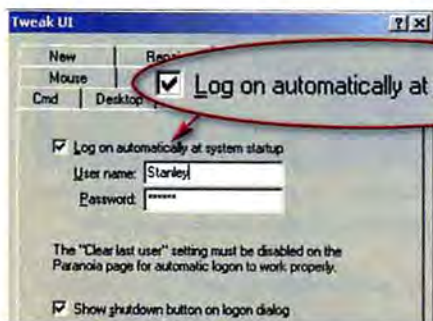 Tweak UI
New
Mouse
Log on automatically at
Cmd Desktop
Log on automatically at system startup
User name: Stanley
Password: ******
The "Clear last user" setting must be disabled on the
Paranoia page for automatic logon to work properly.
Show shutdown button on logon dialog